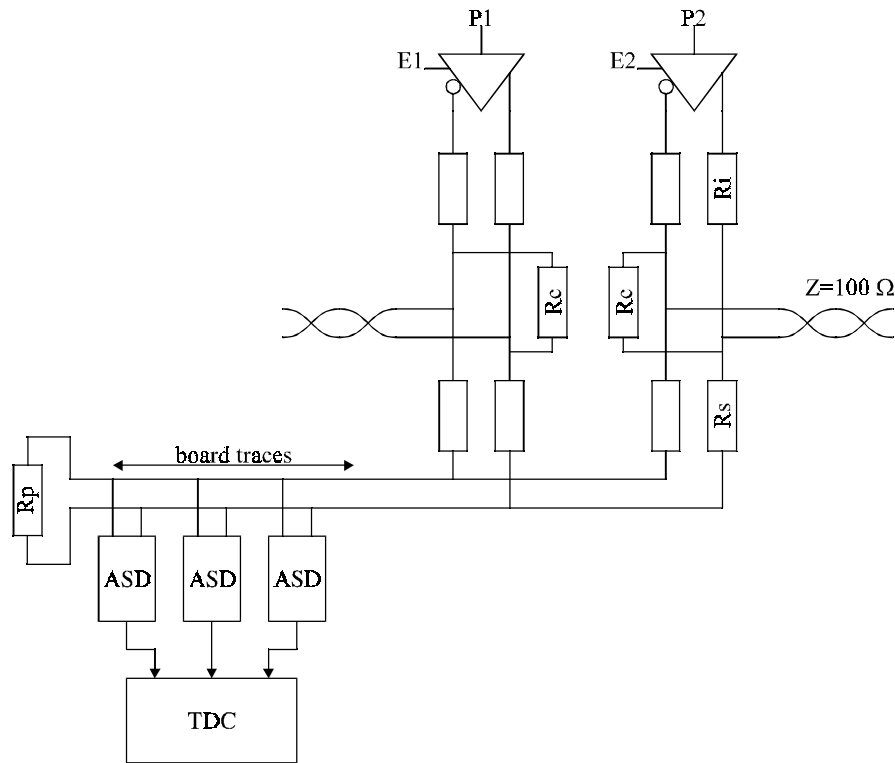 P1
P2
E1
E2
Ri
Rc
Rc
Z=100 Ω
Rs
board traces
Rp
ASD
ASD
ASD
TDC